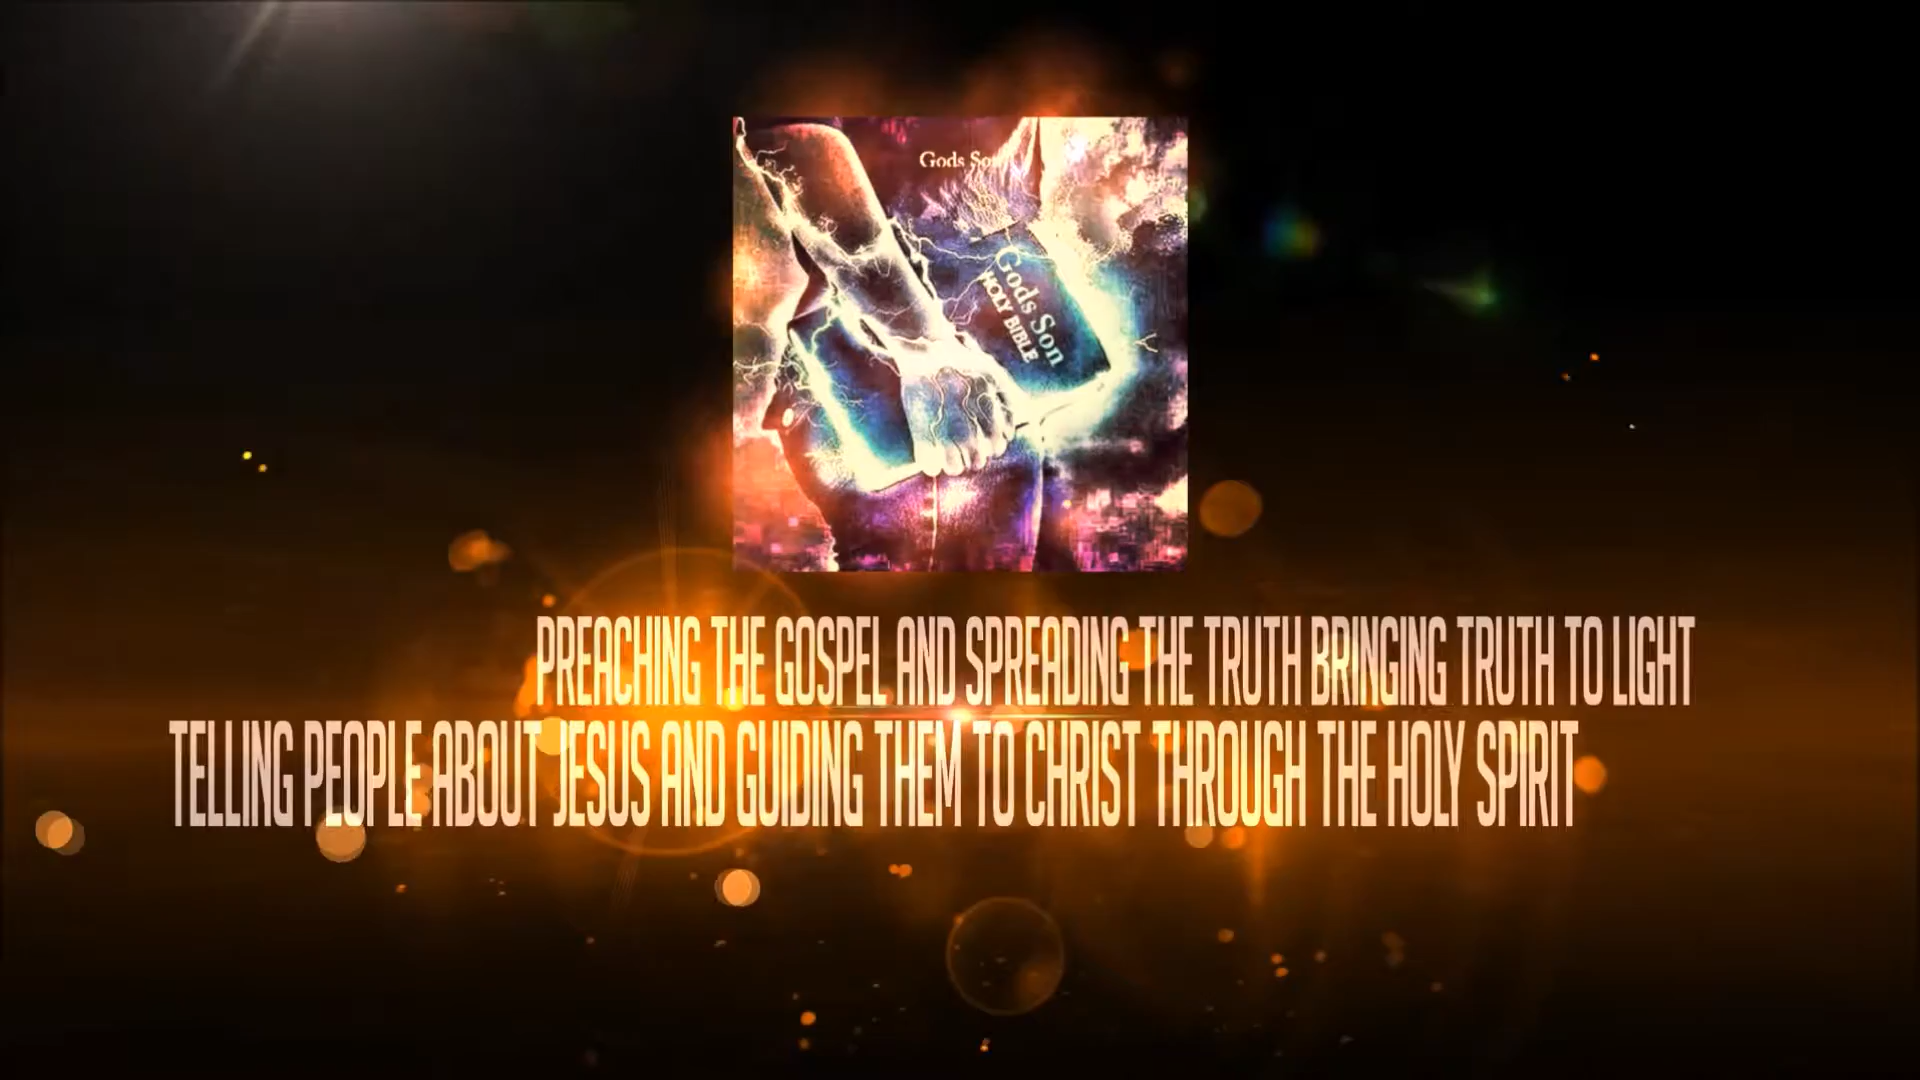 Gods Son
Gods Son
HOLY BIBLE
PREACHING THE GOSPEL AND SPREADING THE TRUTH BRINGING TRUTH TO LIGHT
TELLING PEOPLE ABOUT JESUS AND GUIDING THEM TO CHRIST THROUGH THE HOLY SPIRIT